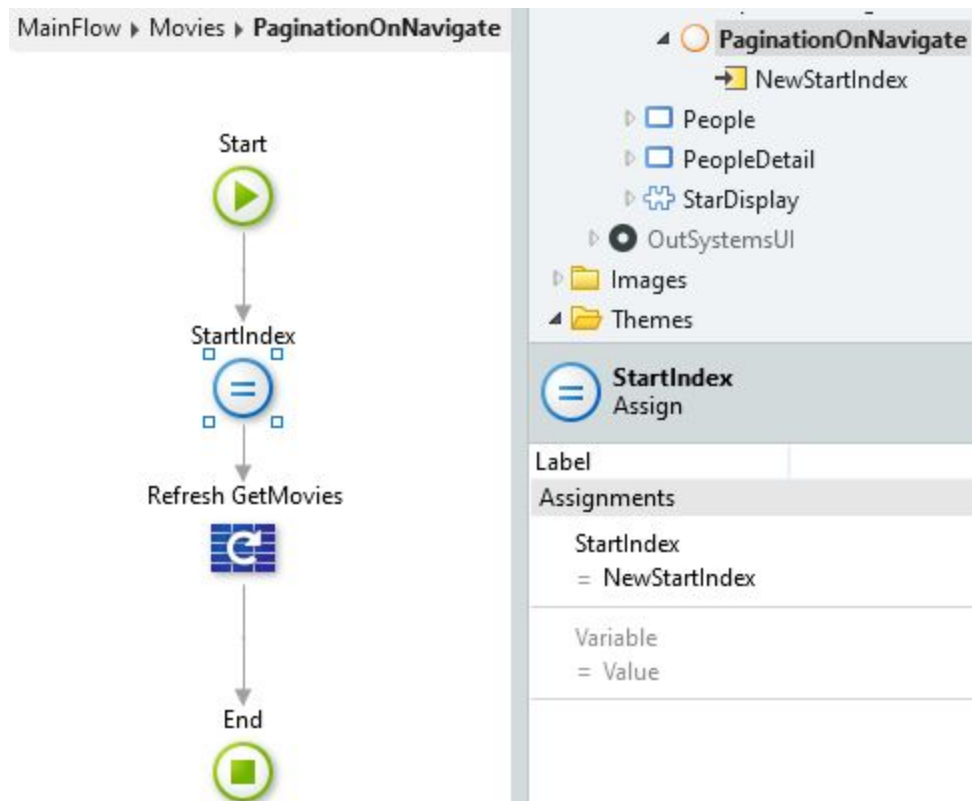 MainFlow Movies PaginationOnNavigate
Start
StartIndex
Refresh GetMovies
End
PaginationOnNavigate
NewStartIndex
People
PeopleDetail
StarDisplay
OutSystemsUI
Images
Themes
StartIndex
Assign
Label
Assignments
StartIndex
= NewStartIndex
Variable
= Value